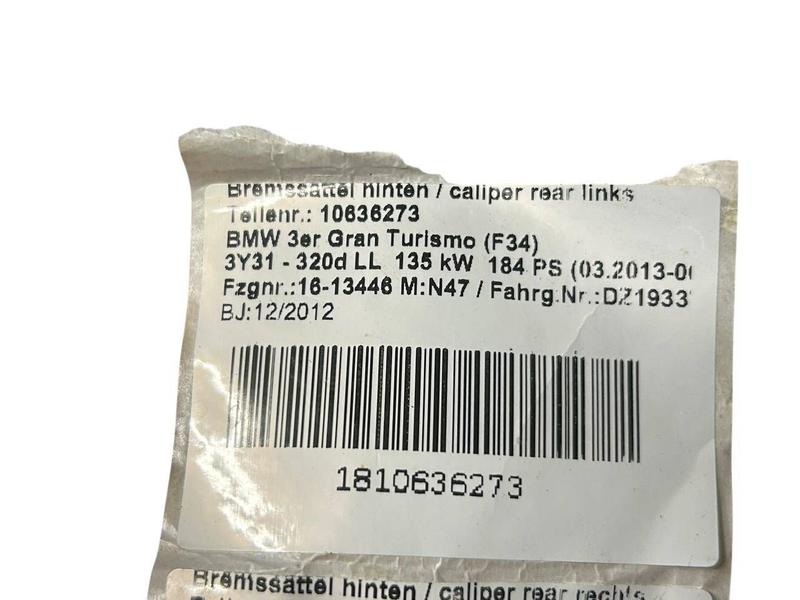 Bremssattel hinten / caliper rear links
Teilenr.: 10636273
BMW 3er Gran Turismo (F34)
3Y31 - 320d LL 135 kW 184 PS (03.2013-0
Fzgnr.:16-13446 M:N47 / Fahrg.Nr.:DZ1933
BJ:12/2012
1810636273
Bremssattel hinten / caliper rear rechts